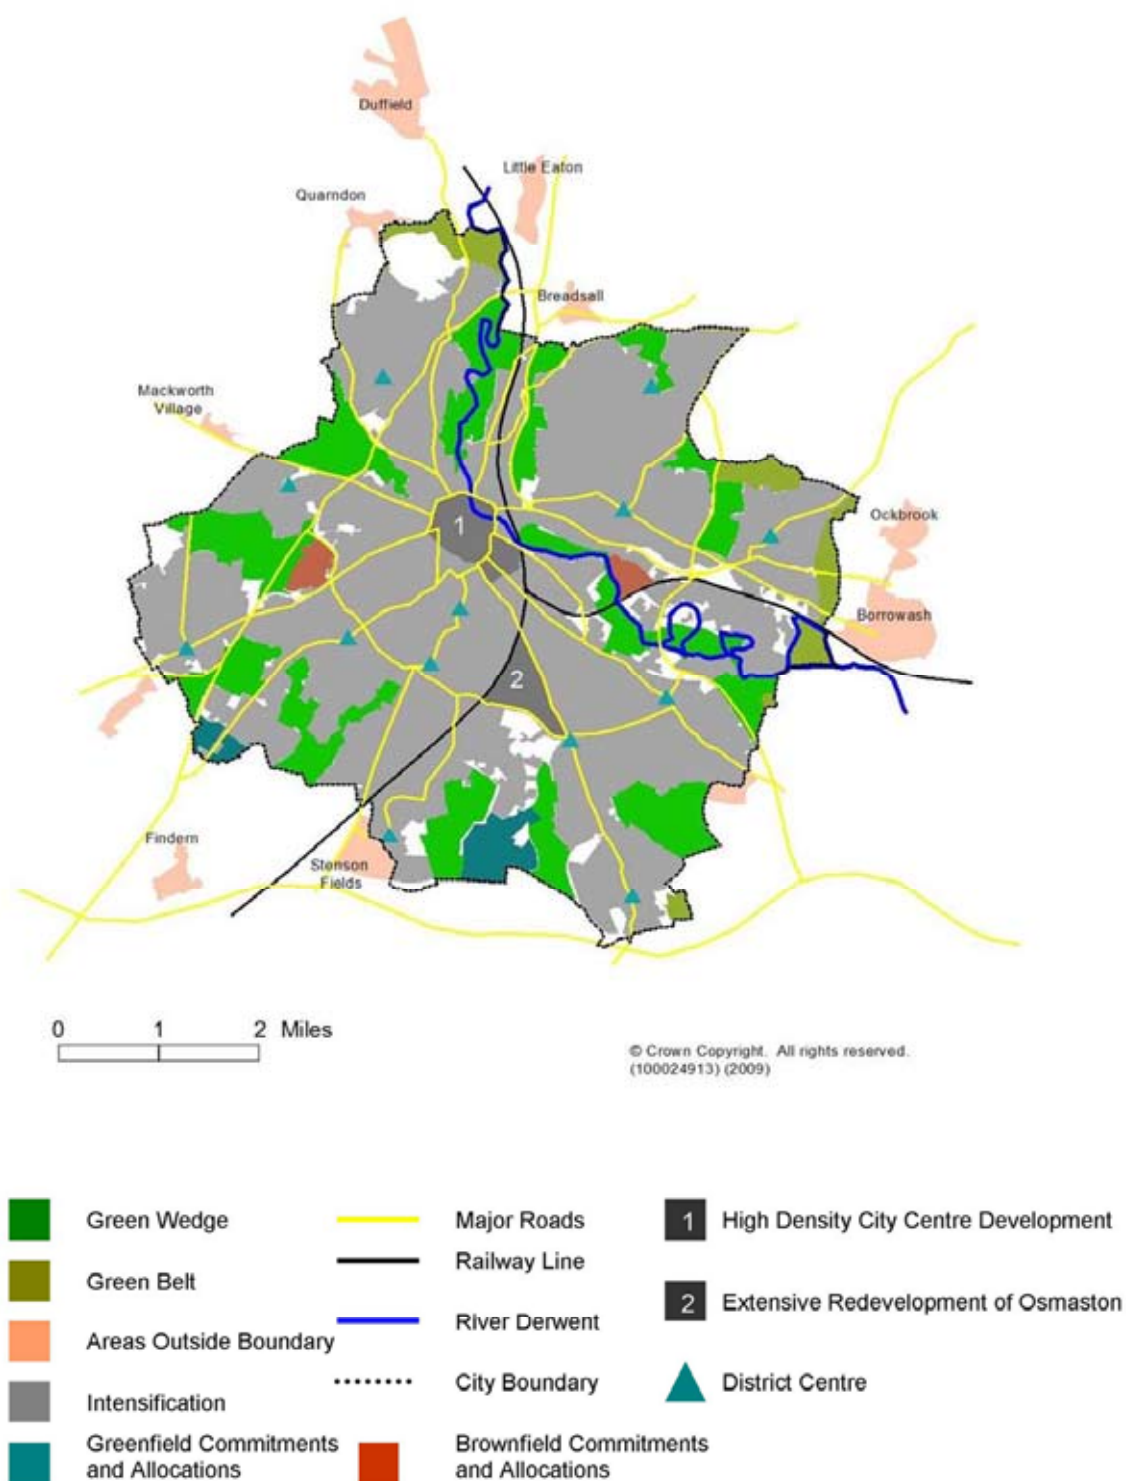 Duffield
Little Eaton
Quarndon
Breadsall
Mackworth
Village
Ockbrook
1
Borrowash
2
Findern
Stenson
Fields
0 1 2 Miles
© Crown Copyright. All rights reserved.
(100024913) (2009)
Green Wedge
Major Roads
1 High Density City Centre Development
Railway Line
Green Belt
2 Extensive Redevelopment of Osmaston
River Derwent
Areas Outside Boundary
City Boundary
District Centre
Intensification
Greenfield Commitments
and Allocations
Brownfield Commitments
and Allocations